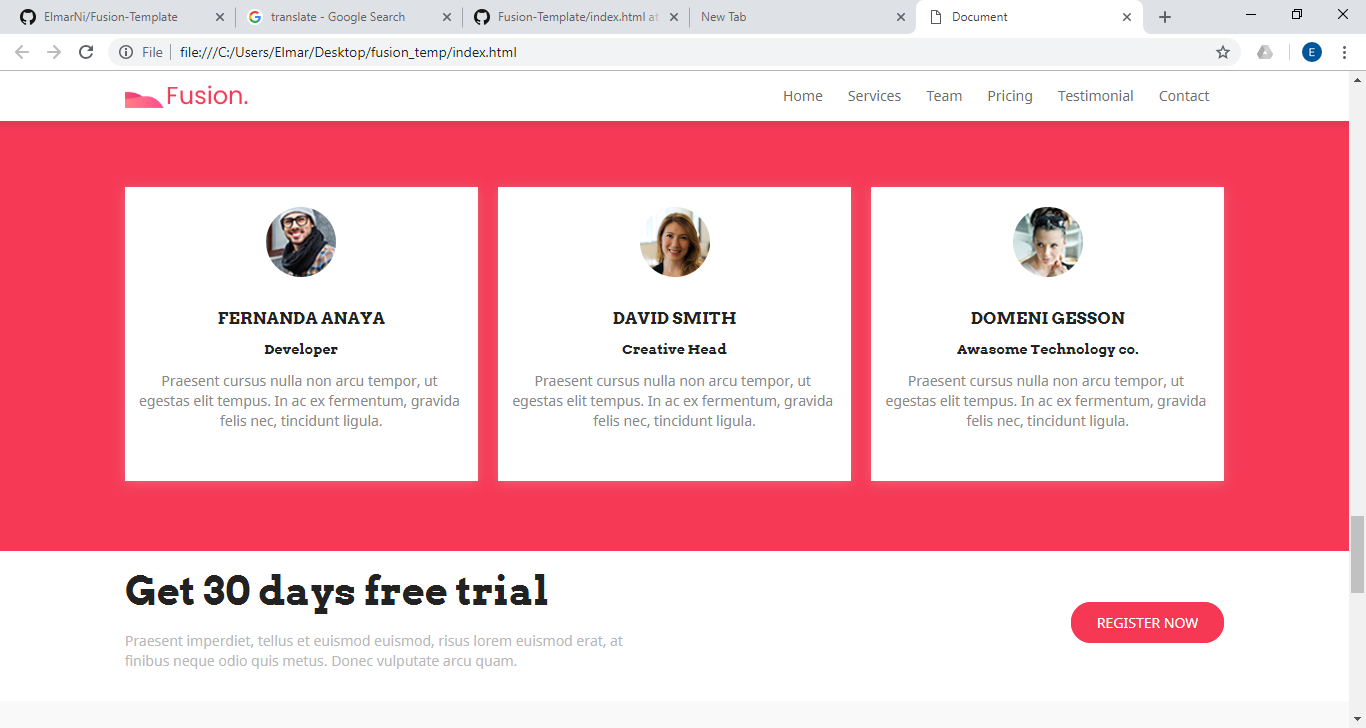 ElmarNi/Fusion-Template
translate - Google Search
Fusion-Template/index.html at
New Tab
Document
File
file:///C:/Users/Elmar/Desktop/fusion_temp/index.html
E
Fusion.
Home Services Team Pricing Testimonial Contact
FERNANDA ANAYA
Developer
Praesent cursus nulla non arcu tempor, ut
egestas elit tempus. In ac ex fermentum, gravida
felis nec, tincidunt ligula.
DAVID SMITH
Creative Head
Praesent cursus nulla non arcu tempor, ut
egestas elit tempus. In ac ex fermentum, gravida
felis nec, tincidunt ligula.
DOMENI GESSON
Awasome Technology co.
Praesent cursus nulla non arcu tempor, ut
egestas elit tempus. In ac ex fermentum, gravida
felis nec, tincidunt ligula.
Get 30 days free trial
Praesent imperdiet, tellus et euismod euismod, risus lorem euismod erat, at
finibus neque odio quis metus. Donec vulputate arcu quam.
REGISTER NOW